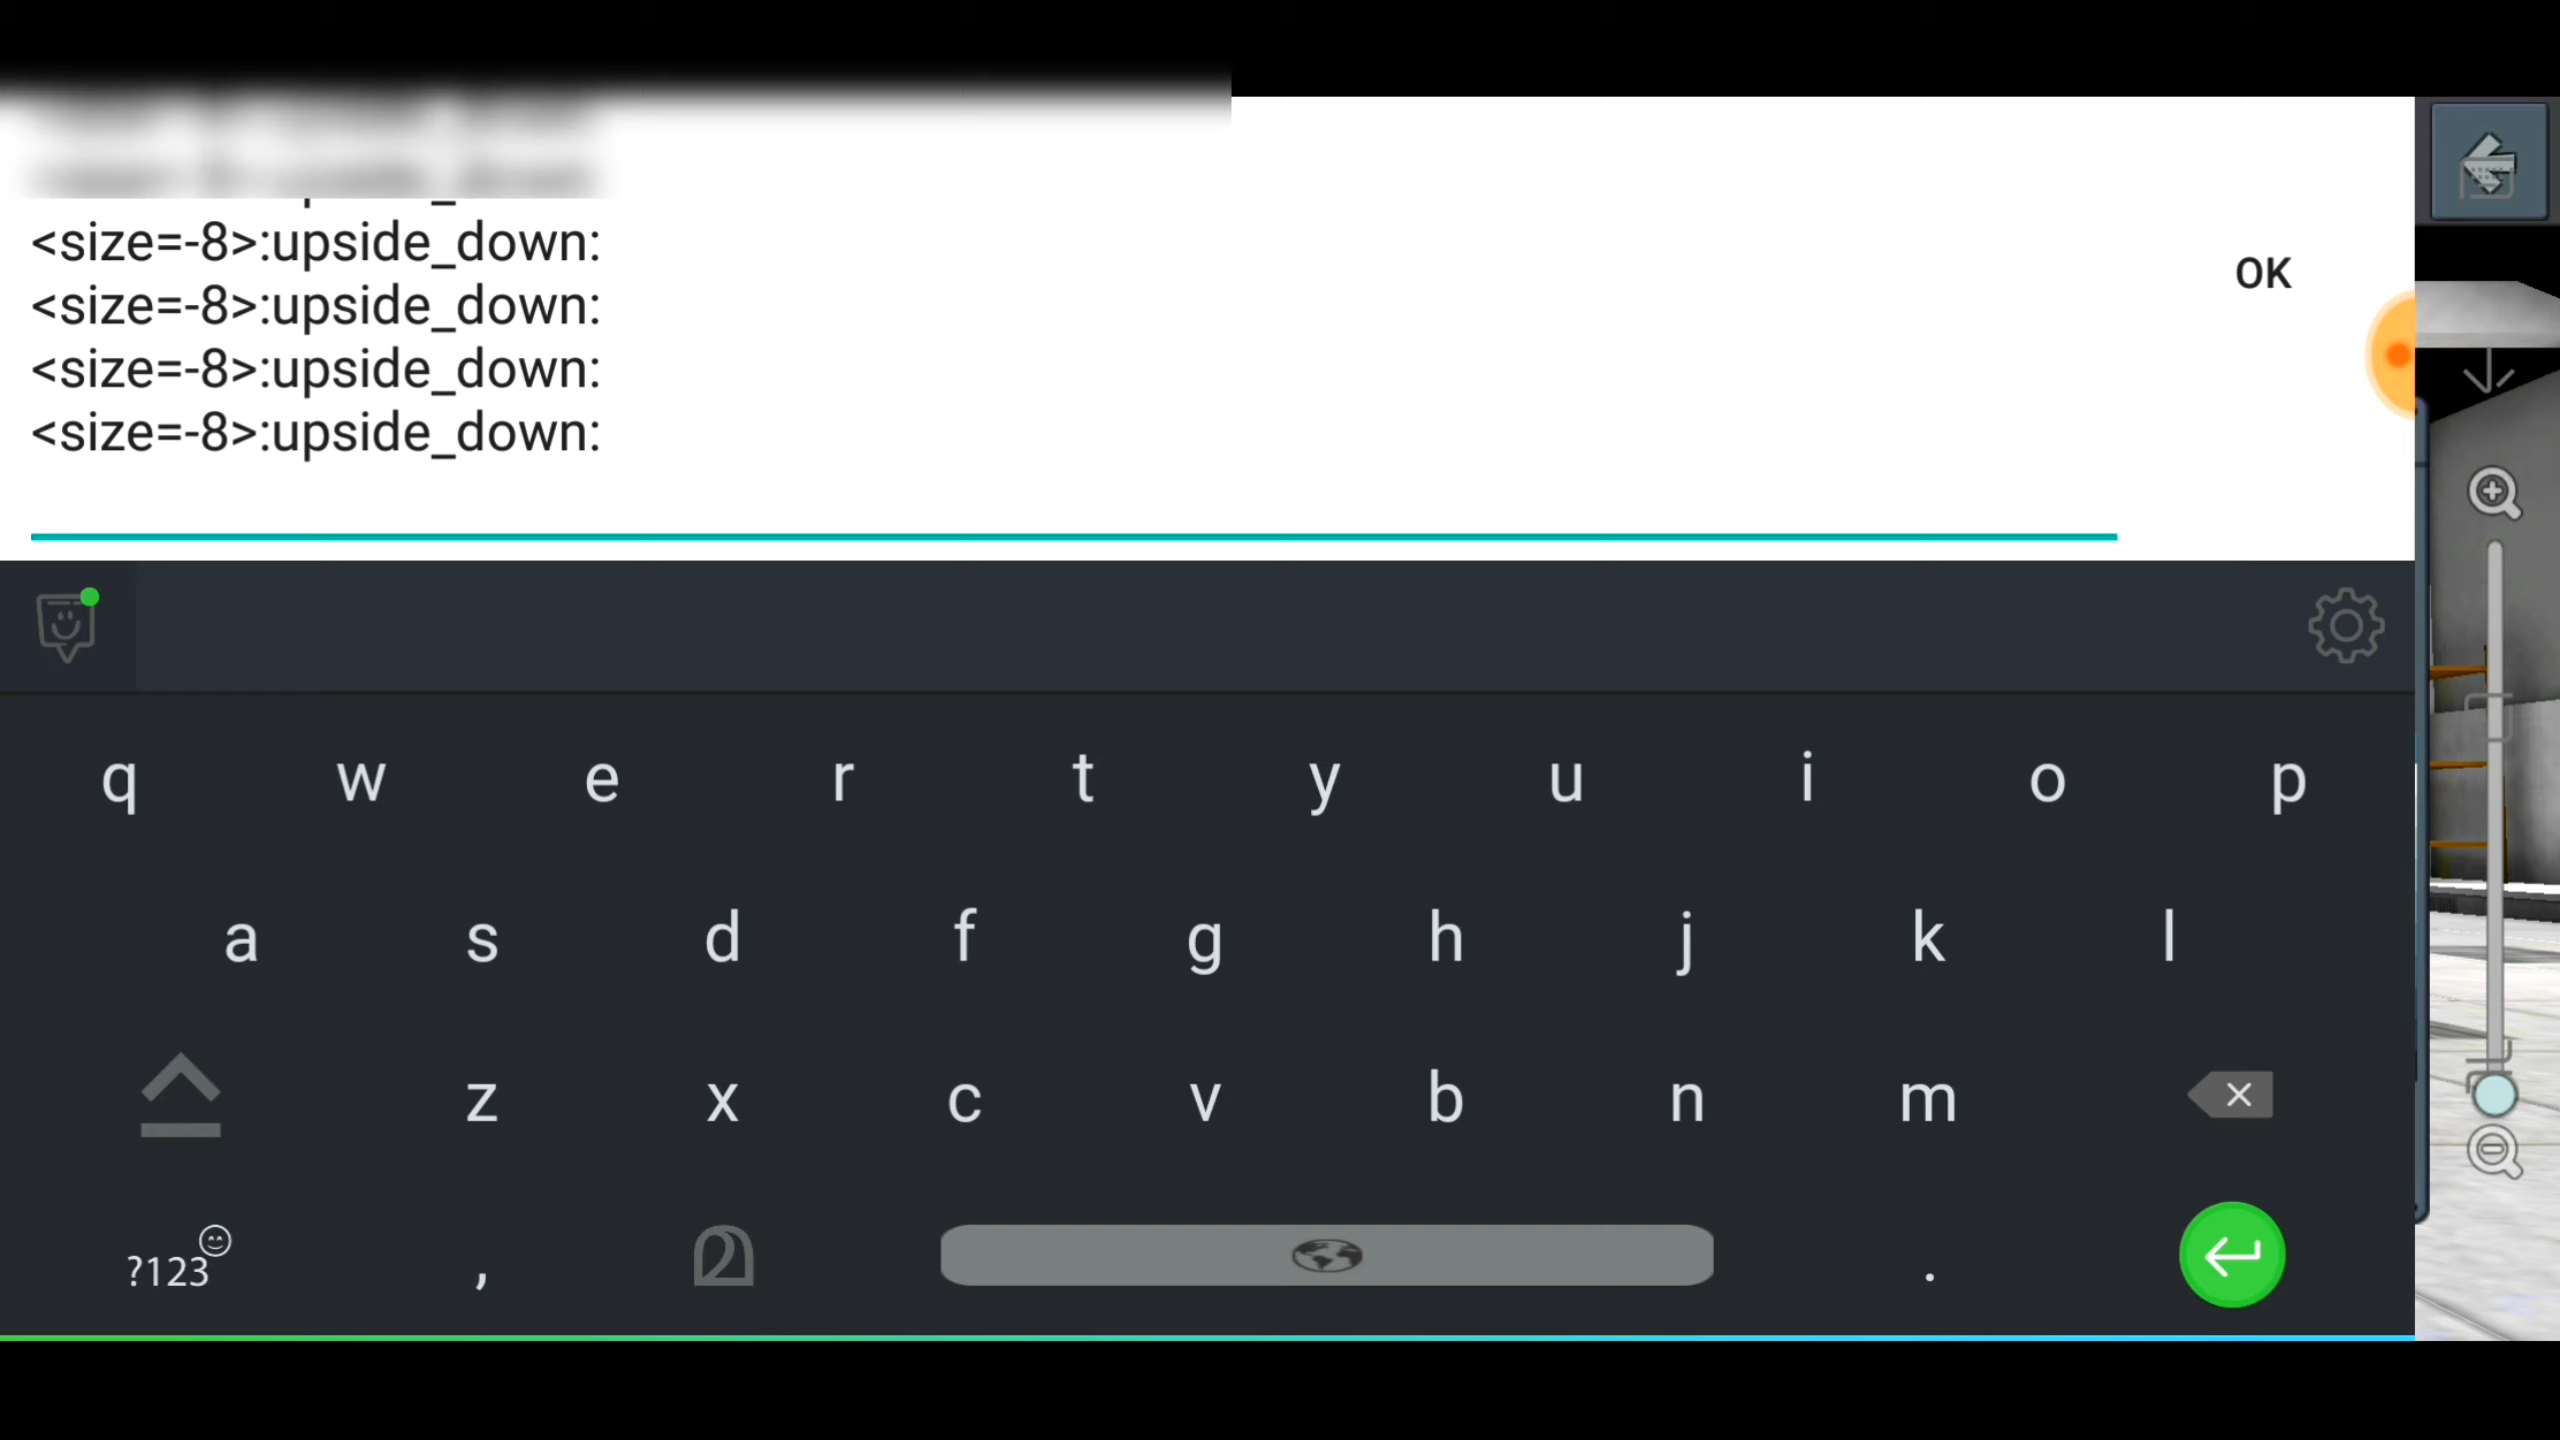 <size=-8>:upside_down:
<size=-8>:upside_down:
<size=-8>:upside_down:
<size=-8>:upside_down:
OK
q w e r t y u i o p
a s d f g h j k l
z x c v b n m
?123 , മ .